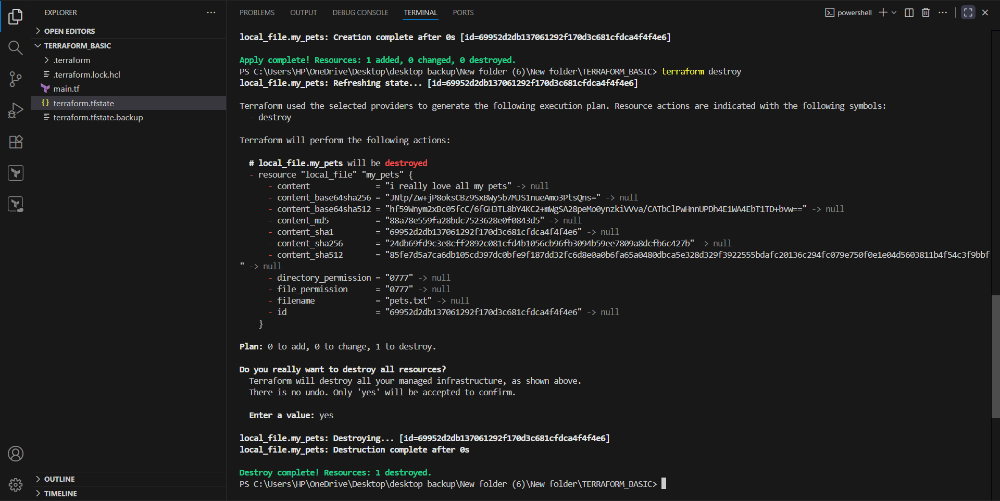 EXPLORER
OPEN EDITORS
TERRAFORM_BASIC
.terraform
.terraform.lock.hcl
main.tf
terraform.tfstate
terraform.tfstate.backup
OUTLINE
TIMELINE
PROBLEMS OUTPUT DEBUG CONSOLE TERMINAL PORTS
powershell
local_file.my_pets: Creation complete after 0s [id=69952d2db137061292f170d3c681cfdca4f4f4e6]
Apply complete! Resources: 1 added, 0 changed, 0 destroyed.
PS C:\Users\HP\OneDrive\Desktop\desktop backup\New folder (6)\New folder\TERRAFORM_BASIC> terraform destroy
local_file.my_pets: Refreshing state... [id=69952d2db137061292f170d3c681cfdca4f4f4e6]
Terraform used the selected providers to generate the following execution plan. Resource actions are indicated with the following symbols:
- destroy
Terraform will perform the following actions:
# local_file.my_pets will be destroyed
- resource "local_file" "my_pets" {
- content = "i really love all my pets" -> null
- content_base64sha256 = "JNtp/Zw+jP8oksCBz9SxBWy5b7MJS1nueAmo3PtsQns=" -> null
- content_base64sha512 = "hf59Wnym2xBc05fcC/6fGH3TL8bY4KC2+mWgSA28peMo0ynzkiVVva/CATbClPwHnnUPDh4E1WA4EbT1TD+bvw==" -> null
- content_md5 = "88a78e559fa28bdc7523628e0f0843d5" -> null
- content_sha1 = "69952d2db137061292f170d3c681cfdca4f4f4e6" -> null
- content_sha256 = "24db69fd9c3e8cff2892c081cfd4b1056cb96fb3094b59ee7809a8dcfb6c427b" -> null
- content_sha512 = "85fe7d5a7ca6db105cd397dc0bfe9f187dd32fc6d8e0a0b6fa65a0480dbca5e328d329f3922555bdafc20136c294fc079e750f0e1e04d5603811b4f54c3f9bbf
" -> null
- directory_permission = "0777" -> null
- file_permission = "0777" -> null
- filename = "pets.txt" -> null
- id = "69952d2db137061292f170d3c681cfdca4f4f4e6" -> null
}
Plan: 0 to add, 0 to change, 1 to destroy.
Do you really want to destroy all resources?
Terraform will destroy all your managed infrastructure, as shown above.
There is no undo. Only 'yes' will be accepted to confirm.
Enter a value: yes
local_file.my_pets: Destroying... [id=69952d2db137061292f170d3c681cfdca4f4f4e6]
local_file.my_pets: Destruction complete after 0s
Destroy complete! Resources: 1 destroyed.
PS C:\Users\HP\OneDrive\Desktop\desktop backup\New folder (6)\New folder\TERRAFORM_BASIC>